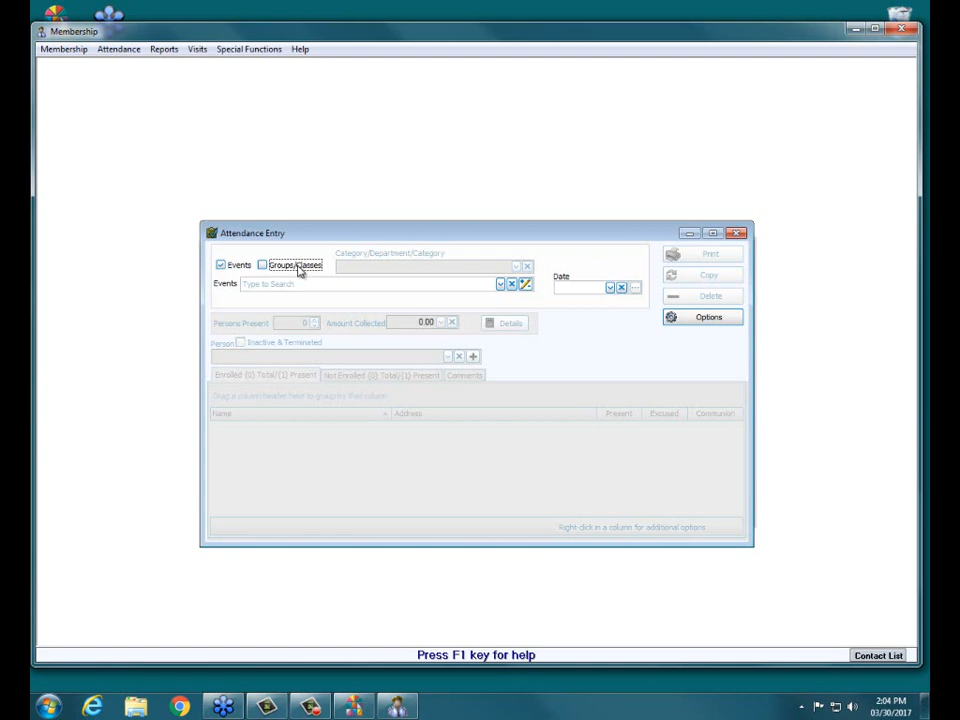 Membership
Membership Attendance Reports Visits Special Functions Help
Attendance Entry
Events Groups/Classes
Category/Department/Category
Events Type to Search
Date
Print
Copy
Delete
Options
Persons Present 0 Amount Collected 0.00 Details
Person Inactive & Terminated
Enrolled (0) Total/(1) Present Not Enrolled (0) Total/(1) Present Comments
Drag a column header here to group by that column
Name Address Present Excused Communion
Right-click in a column for additional options
Press F1 key for help
Contact List
2:04 PM
03/30/2017